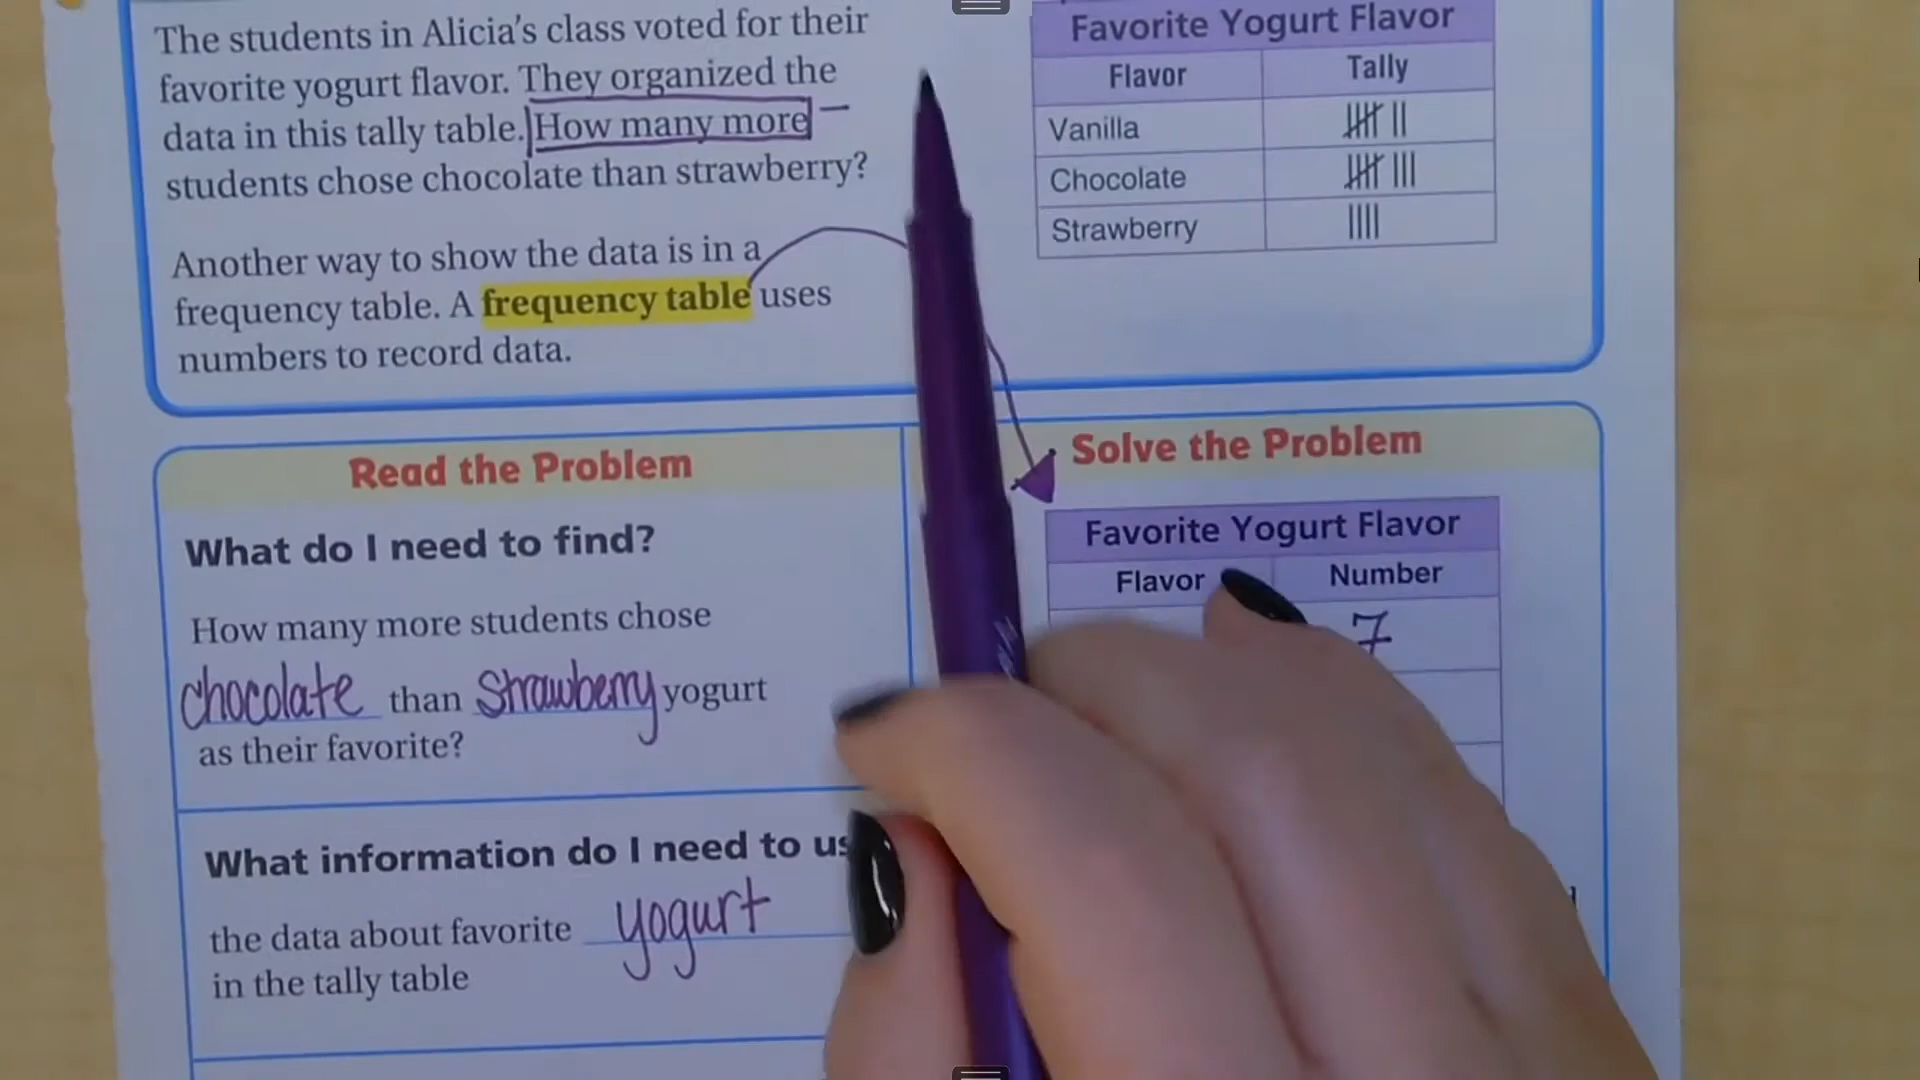 The students in Alicia's class voted for their
favorite yogurt flavor. They organized the
data in this tally table. How many more —
students chose chocolate than strawberry?
Another way to show the data is in a
frequency table. A frequency table uses
numbers to record data.
Favorite Yogurt Flavor
Flavor Tally
Vanilla
Chocolate
Strawberry
Read the Problem
What do I need to find?
How many more students chose
chocolate than strawberry yogurt
as their favorite?
What information do I need to
the data about favorite yogurt
in the tally table
Solve the Problem
Favorite Yogurt Flavor
Flavor Number
7